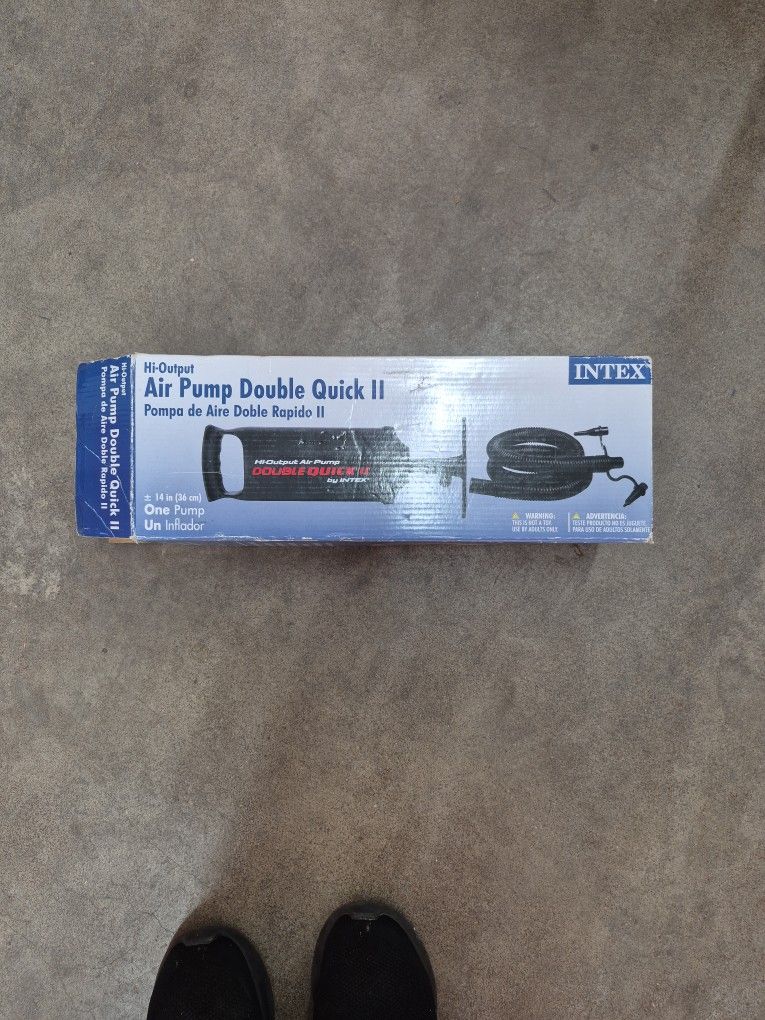 Hi-Output
Air Pump Double Quick II
Pompa de Aire Doble Rapido II
Hi-Output
Air Pump Double Quick II
Pompa de Aire Doble Rapido II
INTEX
Hi-Output Air Pump
DOUBLE QUICK II
by INTEX
± 14 in (36 cm)
One Pump
Un Inflador
WARNING:
THIS IS NOT A TOY.
USE BY ADULTS ONLY.
ADVERTENCIA:
ESTE PRODUCTO NO ES JUGUETE.
PARA USO DE ADULTOS SOLAMENTE